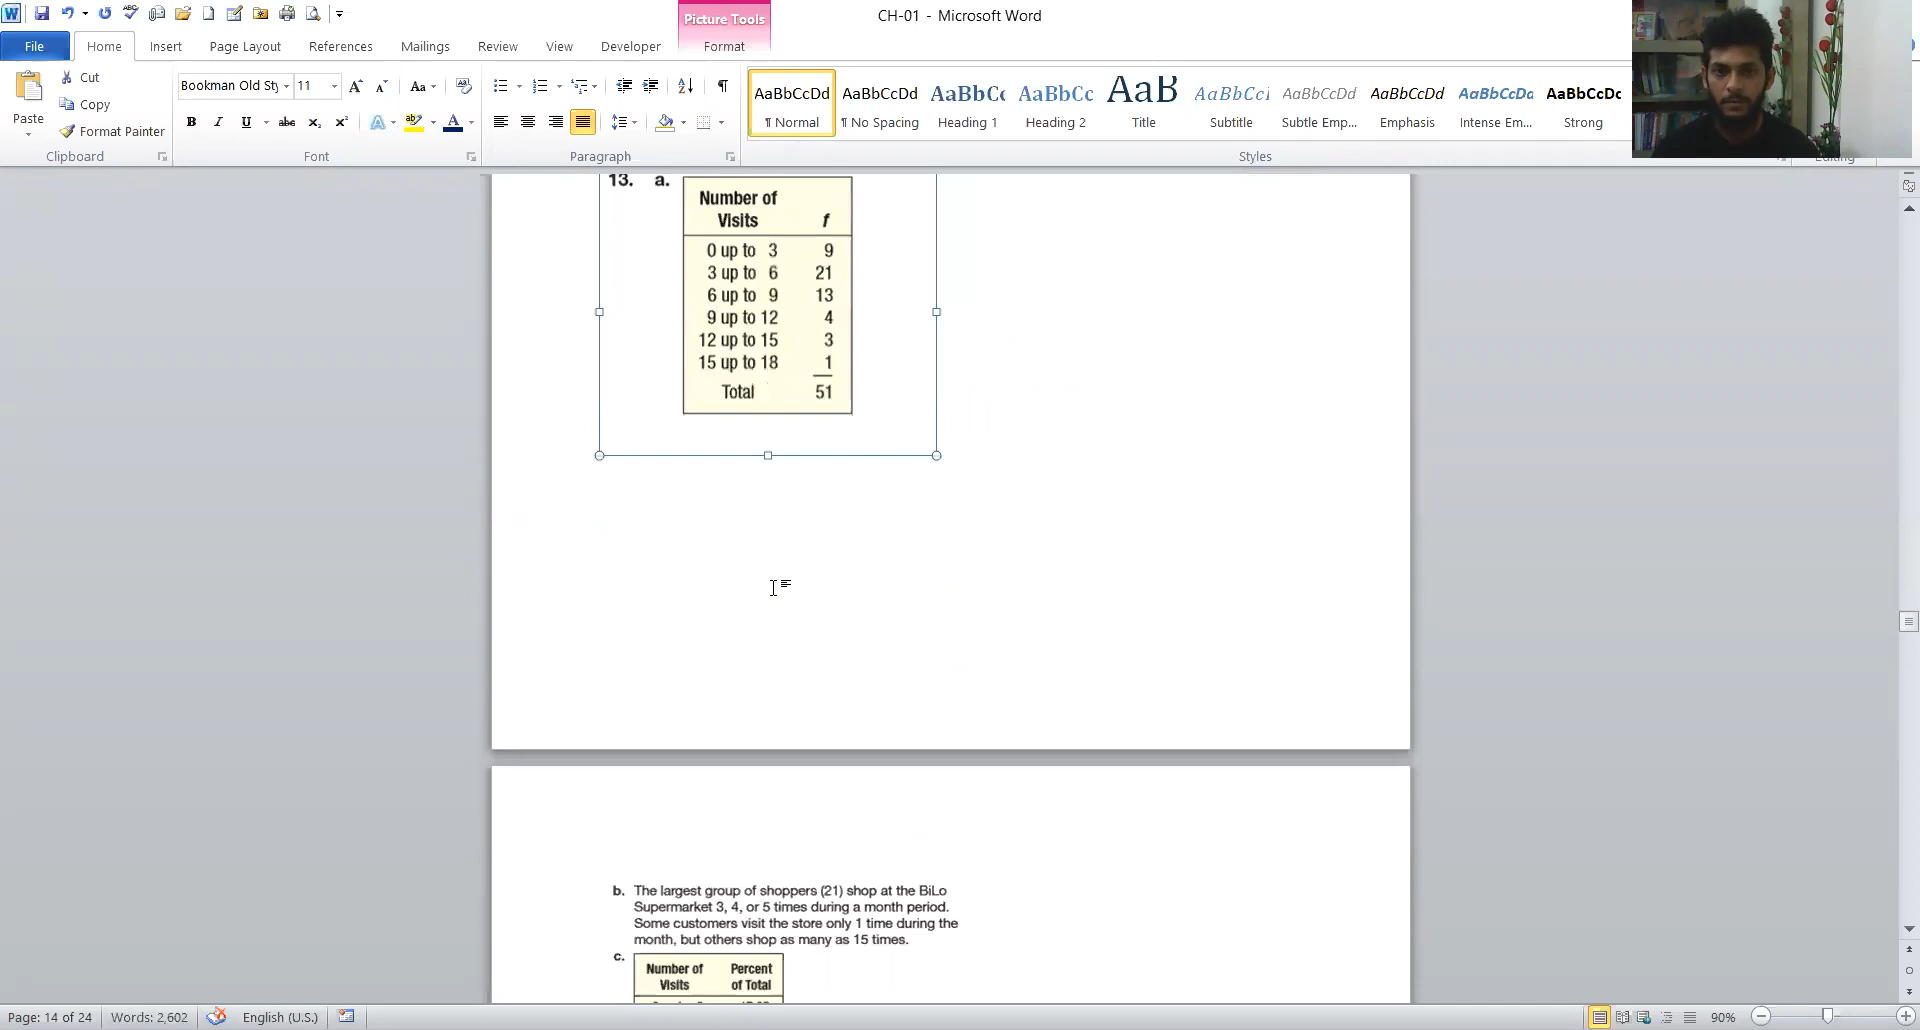 CH-01 - Microsoft Word
Picture Tools
File Home Insert Page Layout References Mailings Review View Developer Format
Paste
Cut
Copy
Format Painter
Clipboard
Bookman Old Sty 11
Font
Paragraph
AaBbCcDd AaBbCcDd AaBbCc AaBbCc AaB AaBbCcI AaBbCcDd AaBbCcDd AaBbCcDd AaBbCcDc
¶ Normal ¶ No Spacing Heading 1 Heading 2 Title Subtitle Subtle Emp... Emphasis Intense Em... Strong
Styles
Editing
13. a.
Number of
Visits f
0 up to 3 9
3 up to 6 21
6 up to 9 13
9 up to 12 4
12 up to 15 3
15 up to 18 1
Total 51
b. The largest group of shoppers (21) shop at the BiLo
Supermarket 3, 4, or 5 times during a month period.
Some customers visit the store only 1 time during the
month, but others shop as many as 15 times.
c.
Number of Percent
Visits of Total
Page: 14 of 24 Words: 2,602 English (U.S.) 90%